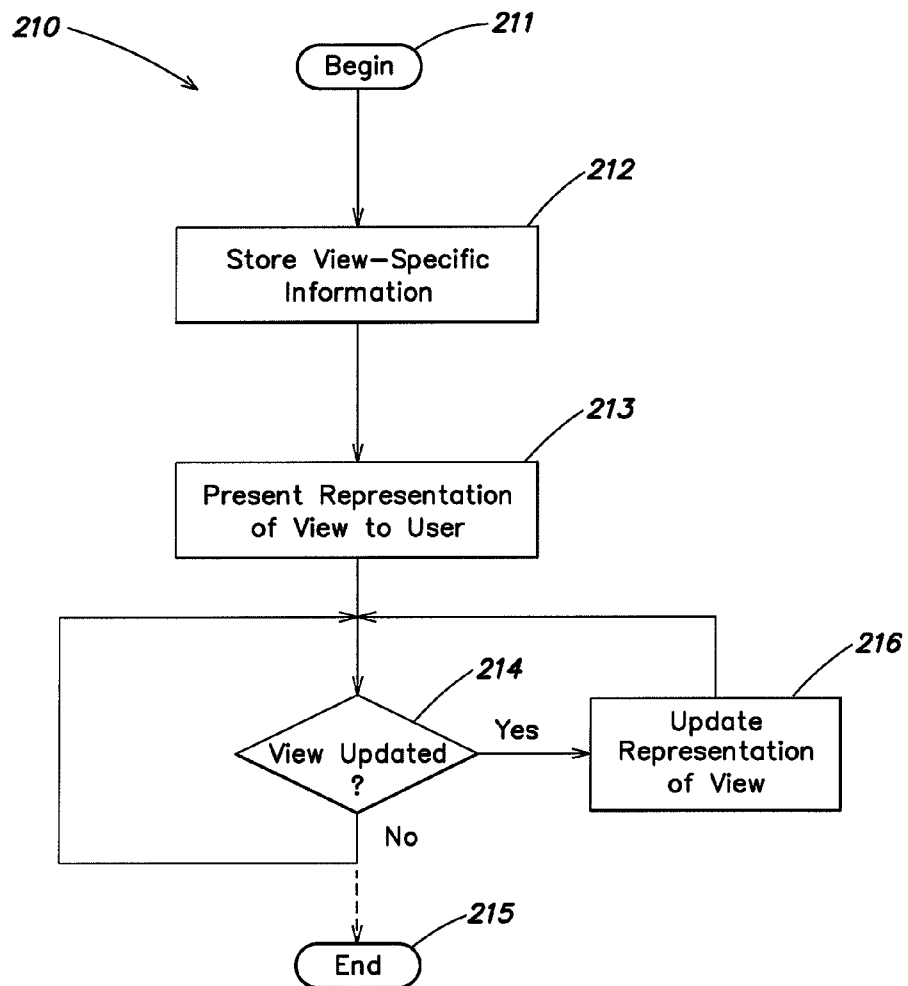 210
211
Begin
212
Store View-Specific
Information
213
Present Representation
of View to User
214
View Updated
?
Yes
216
Update
Representation
of View
No
215
End